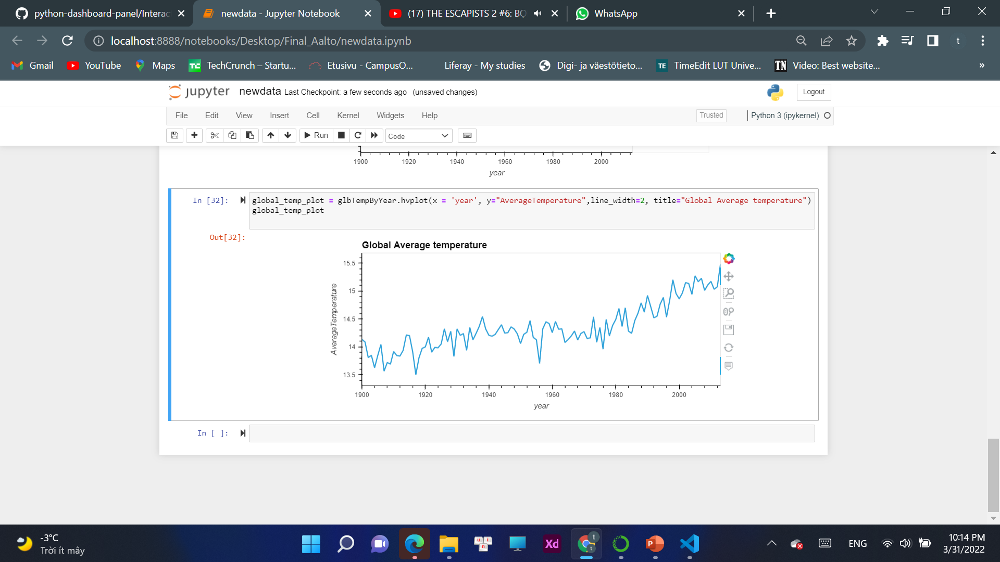 python-dashboard-panel/Interac
newdata - Jupyter Notebook
(17) THE ESCAPISTS 2 #6: BO
WhatsApp
localhost:8888/notebooks/Desktop/Final_Aalto/newdata.ipynb
t
Gmail
YouTube
Maps
TechCrunch – Startu...
Etusivu - CampusO...
Liferay - My studies
Digi- ja väestötieto...
TimeEdit LUT Unive...
Video: Best website...
»
jupyter newdata Last Checkpoint: a few seconds ago (unsaved changes)
Logout
File Edit View Insert Cell Kernel Widgets Help
Trusted
Python 3 (ipykernel)
Run
Code
1900 1920 1940 1960 1980 2000
year
In [32]:
global_temp_plot = glbTempByYear.hvplot(x = 'year', y="AverageTemperature",line_width=2, title="Global Average temperature")
global_temp_plot
Out[32]:
Global Average temperature
15.5
15
14.5
14
13.5
AverageTemperature
1900 1920 1940 1960 1980 2000
year
In [ ]:
-3°C
Trời ít mây
Xd
ENG
10:14 PM
3/31/2022